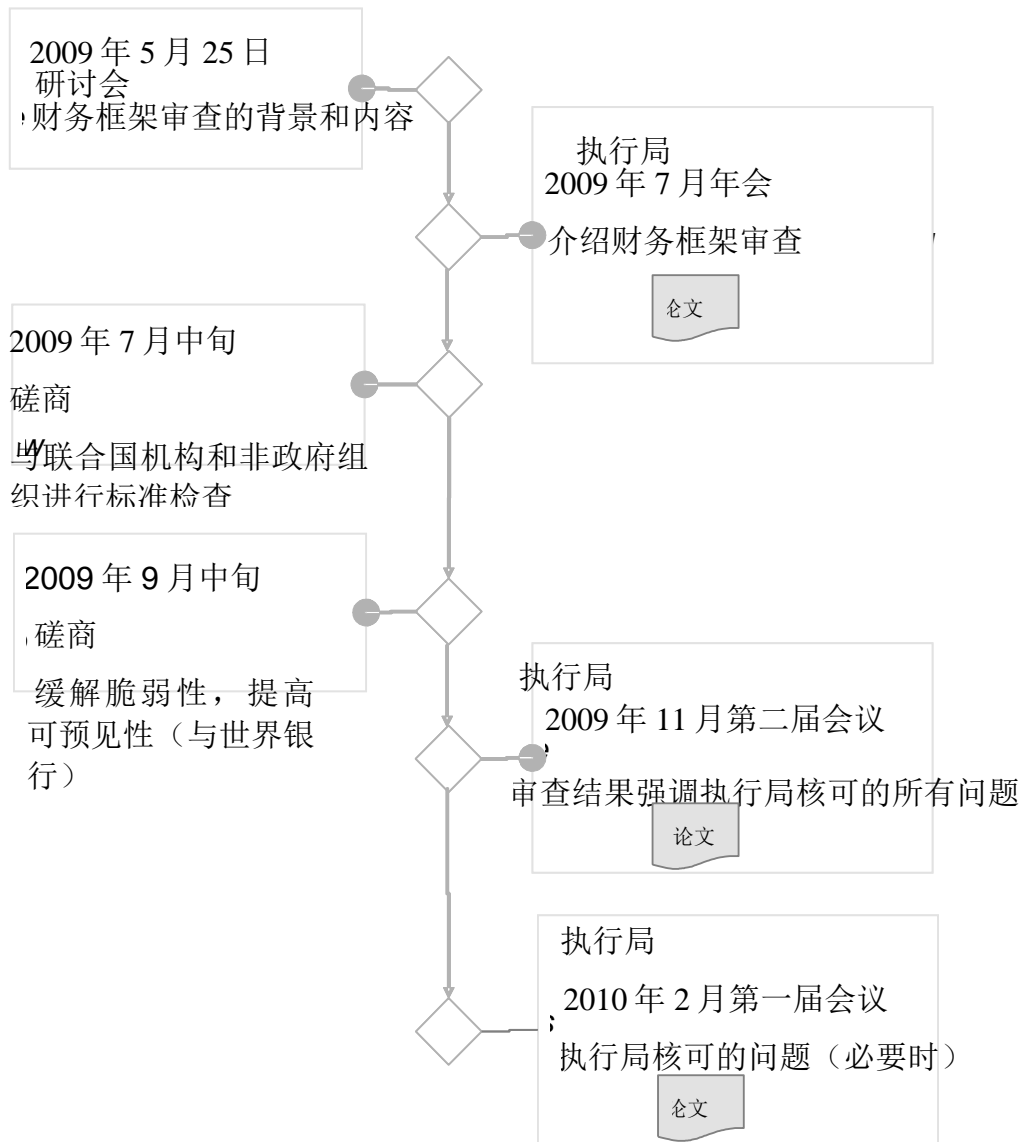 2009 年 5 月 25 日
研讨会
财务框架审查的背景和内容
执行局
2009 年 7 月年会
介绍财务框架审查
论文
2009 年 7 月中旬
磋商
与联合国机构和非政府组
织进行标准检查
2009 年 9 月中旬
磋商
缓解脆弱性，提高
可预见性（与世界银
行）
执行局
2009 年 11 月第二届会议
审查结果强调执行局核可的所有问题
论文
执行局
2010 年 2 月第一届会议
执行局核可的问题（必要时）
论文